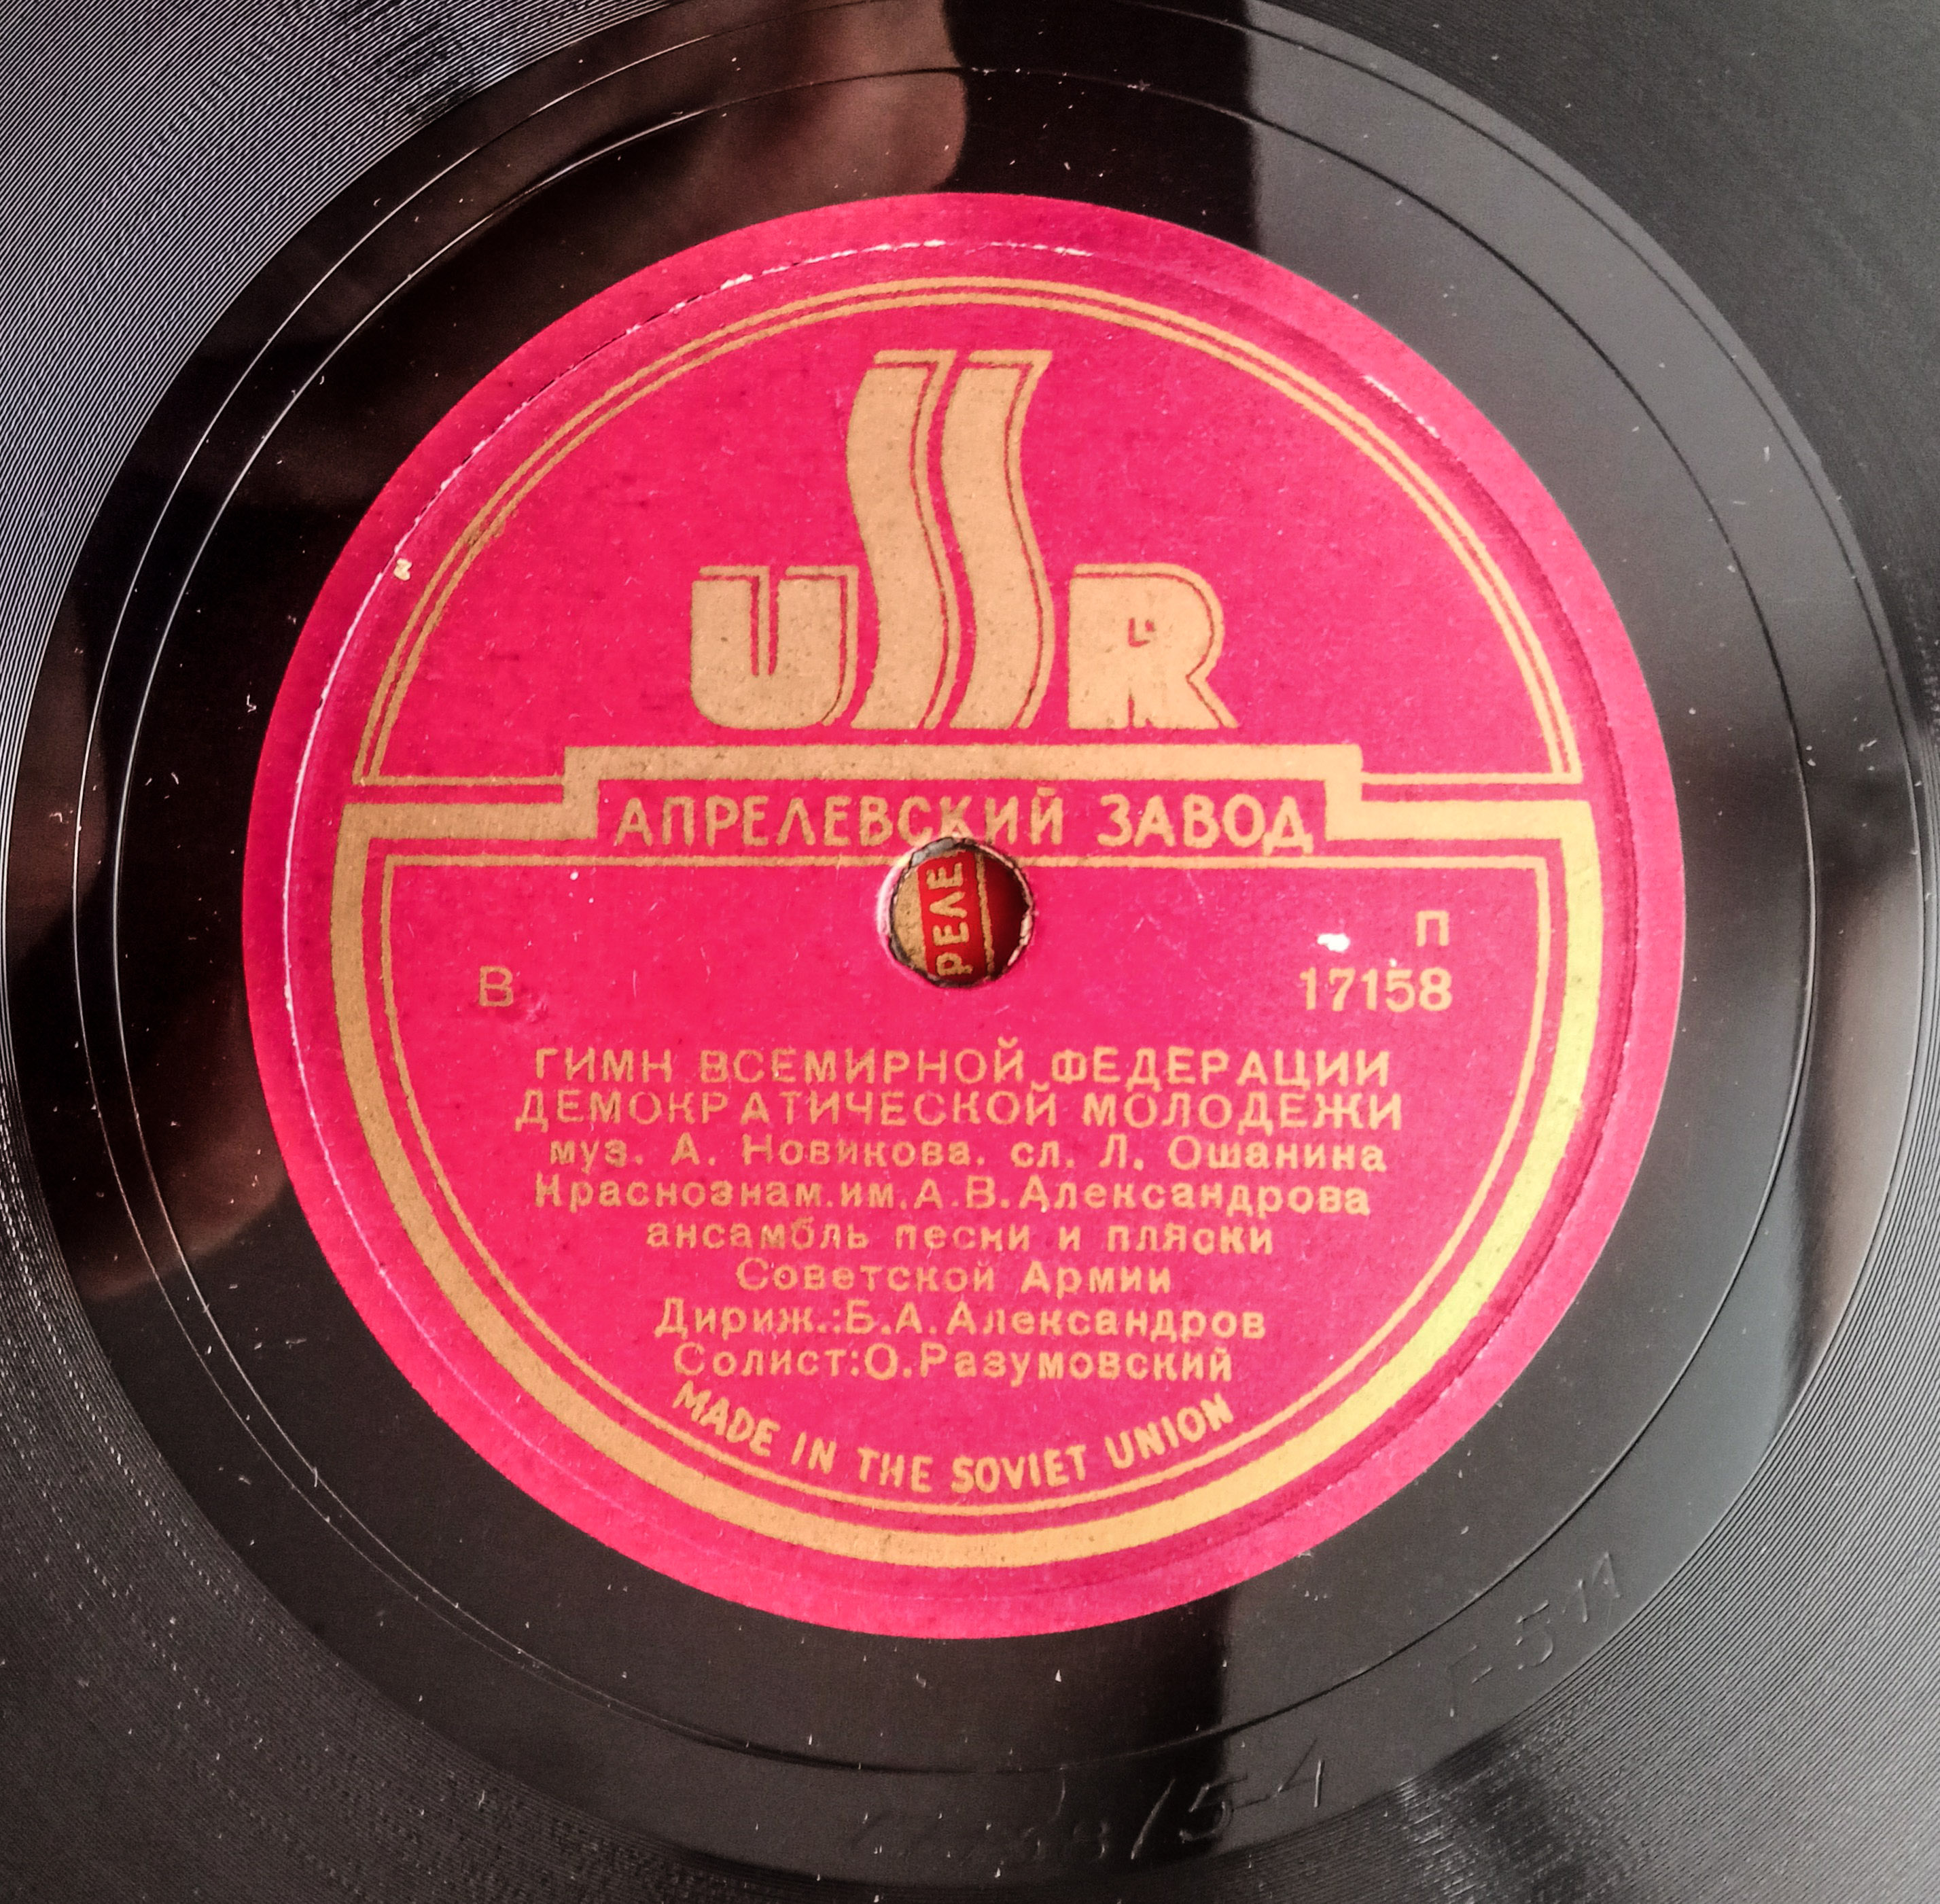 USSR
АПРЕЛЕВСКИЙ ЗАВОД
РЕЛЕ
П
В 17158
ГИМН ВСЕМИРНОЙ ФЕДЕРАЦИИ
ДЕМОКРАТИЧЕСКОЙ МОЛОДЕЖИ
муз. А. Новикова. сл. Л. Ошанина
Краснознам.им.А.В.Александрова
ансамбль песни и пляски
Советской Армии
Дириж.:Б.А.Александров
Солист:О.Разумовский
MADE IN THE SOVIET UNION